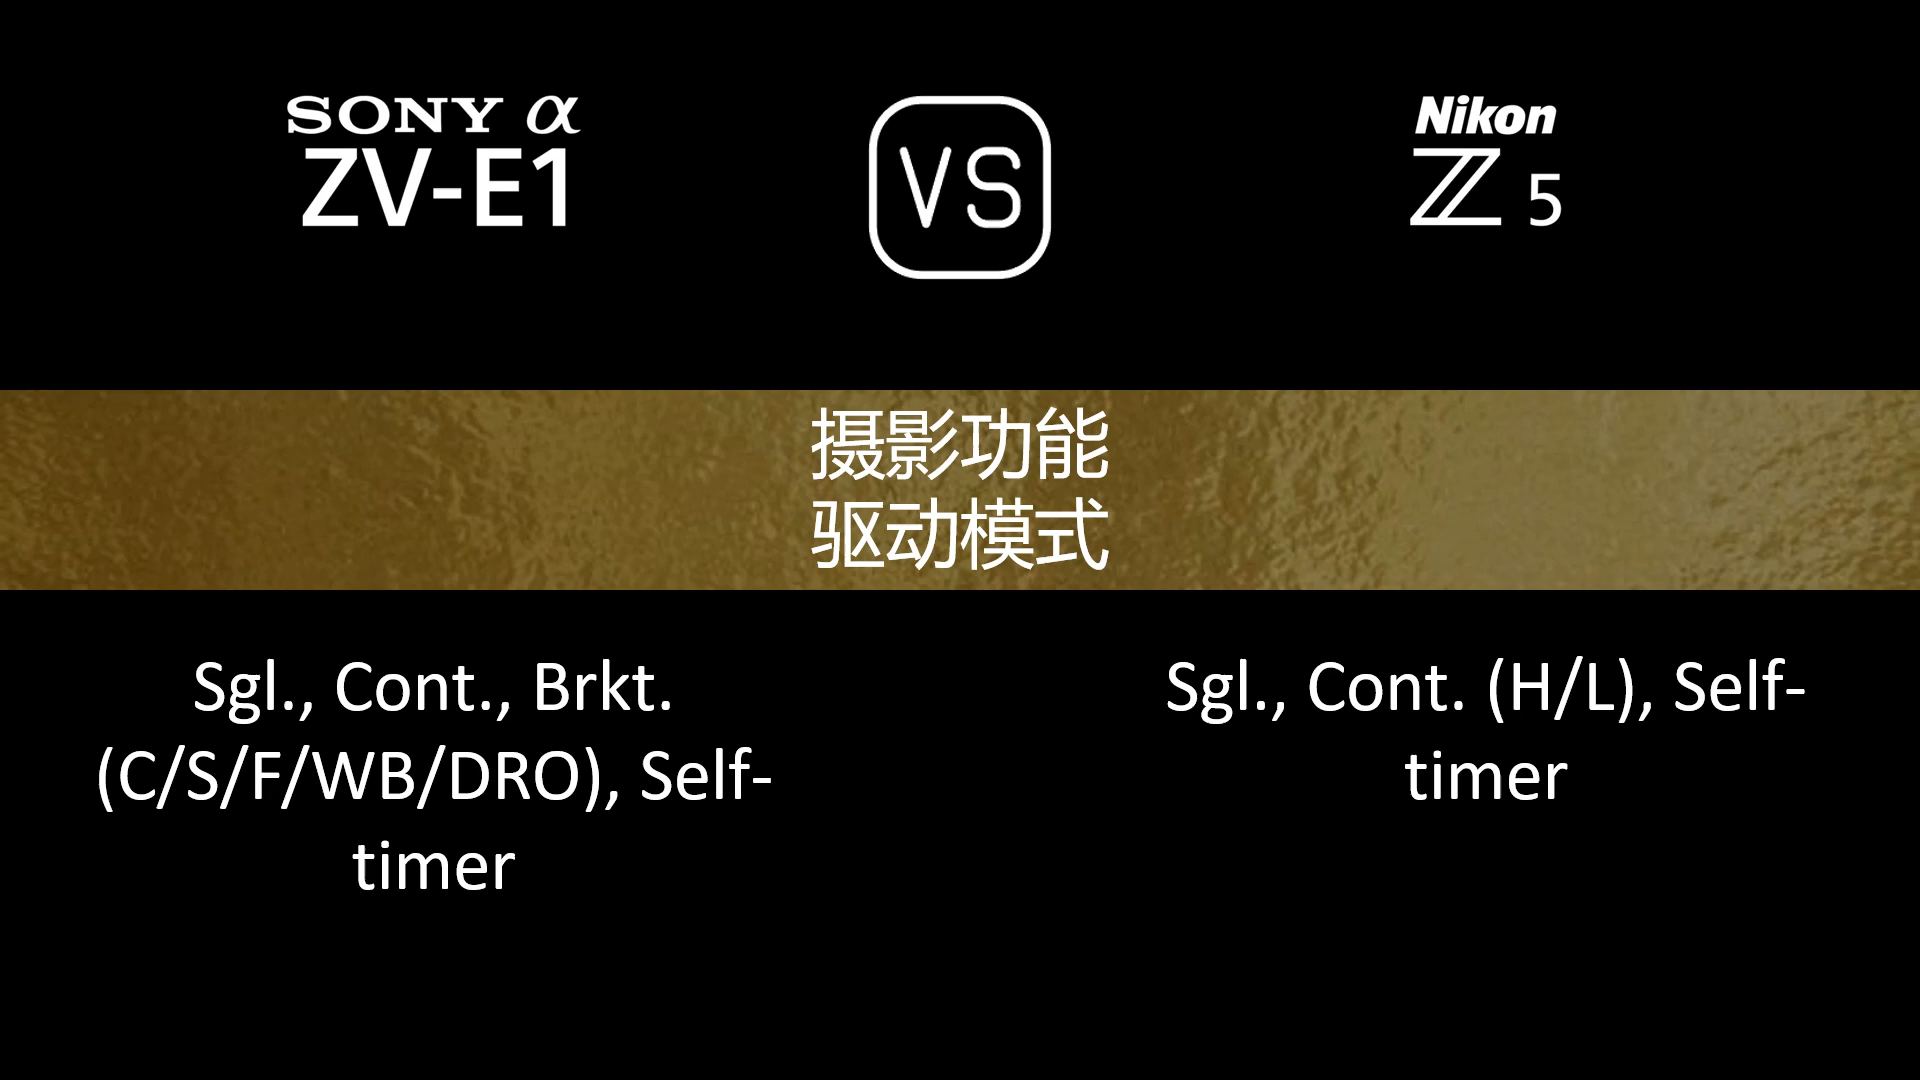 SONY α
ZV-E1
VS
Nikon
Z 5
摄影功能
驱动模式
Sgl., Cont., Brkt.
(C/S/F/WB/DRO), Self-
timer
Sgl., Cont. (H/L), Self-
timer